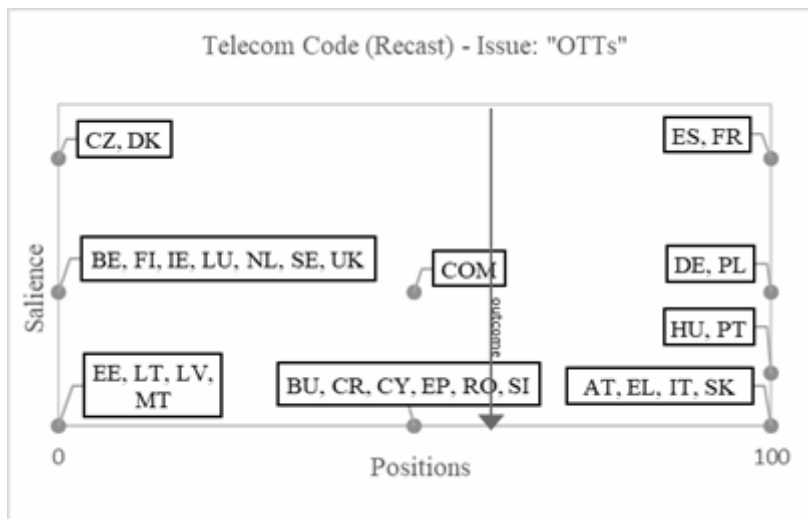 Telecom Code (Recast) - Issue: "OTTs"
CZ, DK
ES, FR
BE, FI, IE, LU, NL, SE, UK
COM
DE, PL
outcome
HU, PT
EE, LT, LV,
MT
BU, CR, CY, EP, RO, SI
AT, EL, IT, SK
Salience
0
Positions
100